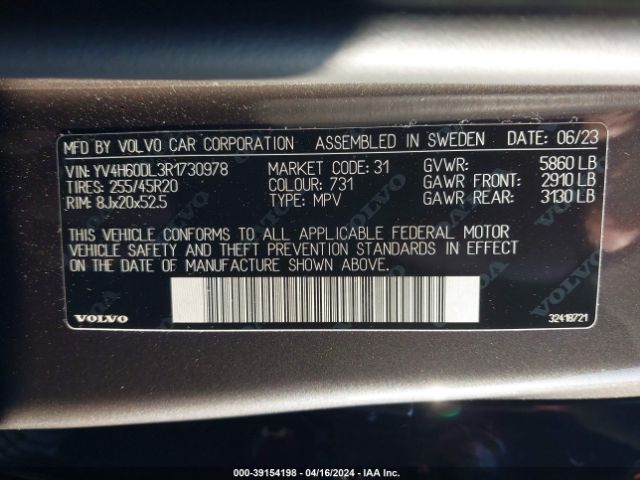 MFD BY VOLVO CAR CORPORATION ASSEMBLED IN SWEDEN DATE: 06/23
VIN: YV4H60DL3R1730978 MARKET CODE: 31 GVWR: 5860 LB
TIRES: 255/45R20 COLOUR: 731 GAWR FRONT: 2910 LB
RIM: 8Jx20x52.5 TYPE: MPV GAWR REAR: 3130 LB
THIS VEHICLE CONFORMS TO ALL APPLICABLE FEDERAL MOTOR
VEHICLE SAFETY AND THEFT PREVENTION STANDARDS IN EFFECT
ON THE DATE OF MANUFACTURE SHOWN ABOVE.
VOLVO 32418721
000-39154198 - 04/16/2024 - IAA Inc.